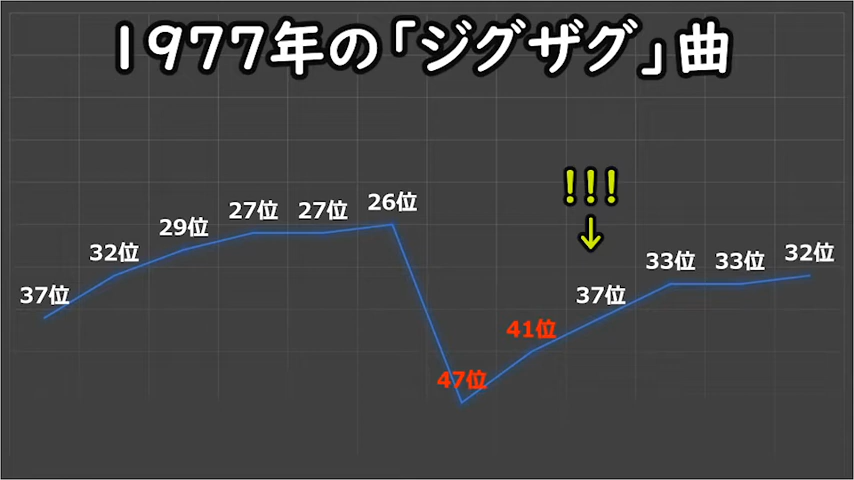 1977年の「ジグザグ」曲
!!!
↓
37位
32位
29位
27位
27位
26位
47位
41位
37位
33位
33位
32位